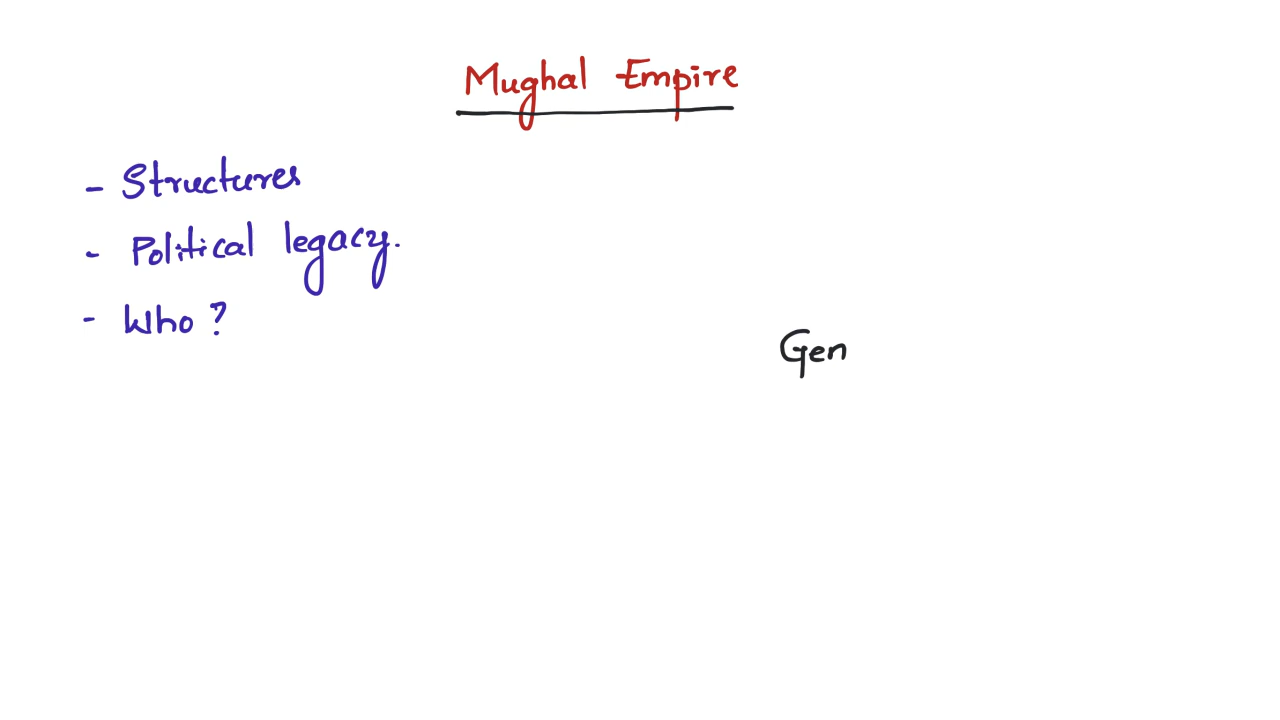 Mughal Empire
- Structures
- Political legacy.
- Who ?
Gen